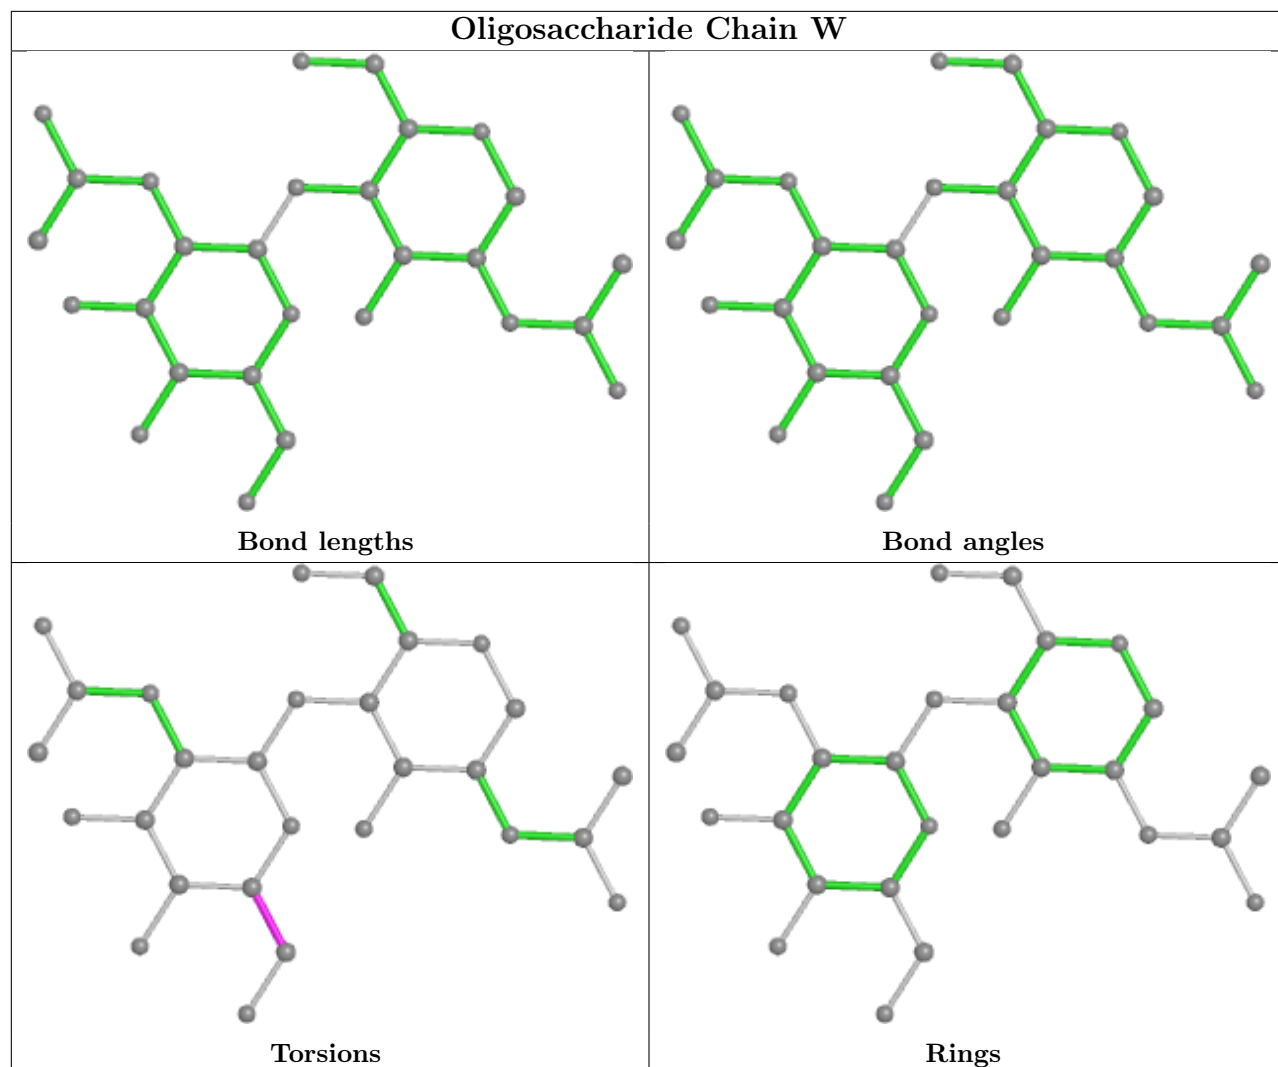 Oligosaccharide Chain W
Bond lengths
Bond angles
Torsions
Rings